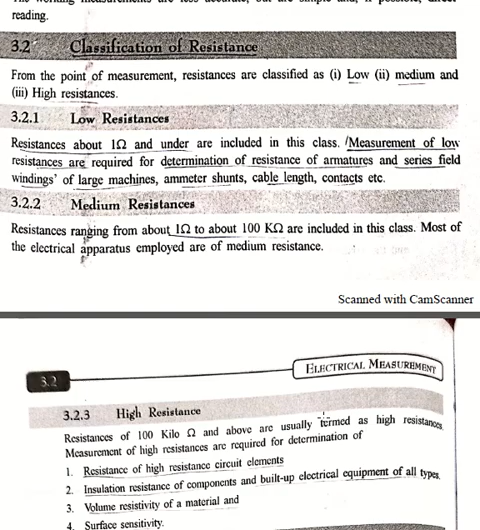 reading.
3.2 Classification of Resistance
From the point of measurement, resistances are classified as (i) Low (ii) medium and
(iii) High resistances.
3.2.1 Low Resistances
Resistances about 1Ω and under are included in this class. Measurement of low
resistances are required for determination of resistance of armatures and series field
windings' of large machines, ammeter shunts, cable length, contacts etc.
3.2.2 Medium Resistances
Resistances ranging from about 1Ω to about 100 KΩ are included in this class. Most of
the electrical apparatus employed are of medium resistance.
Scanned with CamScanner
3.2 ELECTRICAL MEASUREMENT
3.2.3 High Resistance
Resistances of 100 Kilo Ω and above are usually termed as high resistances.
Measurement of high resistances are required for determination of
1. Resistance of high resistance circuit elements
2. Insulation resistance of components and built-up electrical equipment of all types.
3. Volume resistivity of a material and
4. Surface sensitivity.